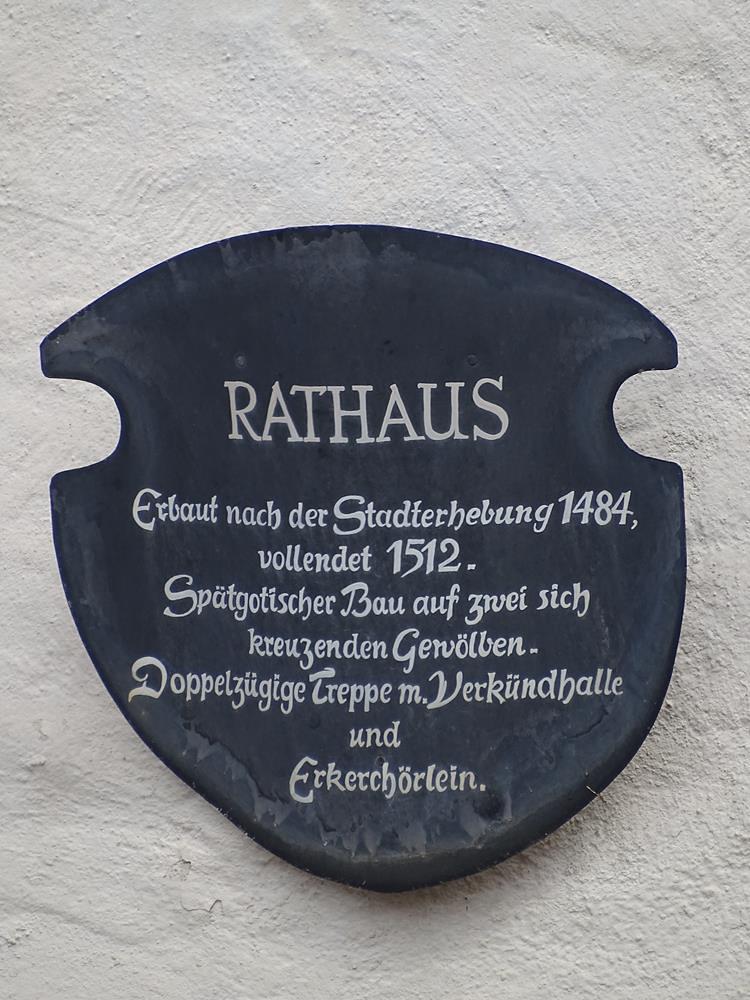 RATHAUS
Erbaut nach der Stadterhebung 1484,
vollendet 1512.
Spätgotischer Bau auf zwei sich
kreuzenden Gewölben.
Doppelzügige Treppe m. Verkündhalle
und
Erkerchörlein.